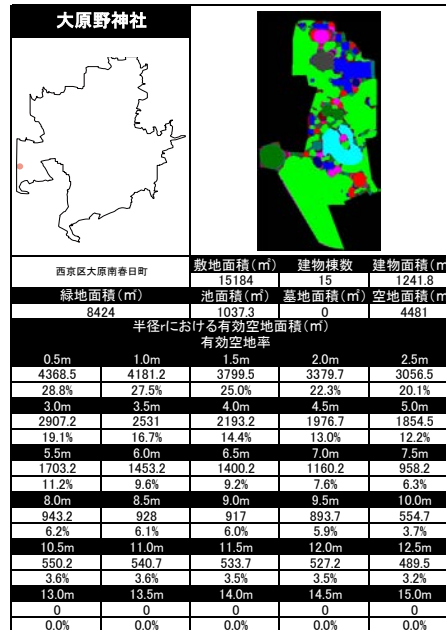 大原野神社
西京区大原南春日町
敷地面積(㎡) 建物棟数 建物面積(㎡
15184 15 1241.8
緑地面積(㎡) 池面積(㎡) 墓地面積(㎡) 空地面積(㎡)
8424 1037.3 0 4481
半径rにおける有効空地面積(㎡)
有効空地率
0.5m 1.0m 1.5m 2.0m 2.5m
4368.5 4181.2 3799.5 3379.7 3056.5
28.8% 27.5% 25.0% 22.3% 20.1%
3.0m 3.5m 4.0m 4.5m 5.0m
2907.2 2531 2193.2 1976.7 1854.5
19.1% 16.7% 14.4% 13.0% 12.2%
5.5m 6.0m 6.5m 7.0m 7.5m
1703.2 1453.2 1400.2 1160.2 958.2
11.2% 9.6% 9.2% 7.6% 6.3%
8.0m 8.5m 9.0m 9.5m 10.0m
943.2 928 917 893.7 554.7
6.2% 6.1% 6.0% 5.9% 3.7%
10.5m 11.0m 11.5m 12.0m 12.5m
550.2 540.7 533.7 527.2 489.5
3.6% 3.6% 3.5% 3.5% 3.2%
13.0m 13.5m 14.0m 14.5m 15.0m
0 0 0 0 0
0.0% 0.0% 0.0% 0.0% 0.0%